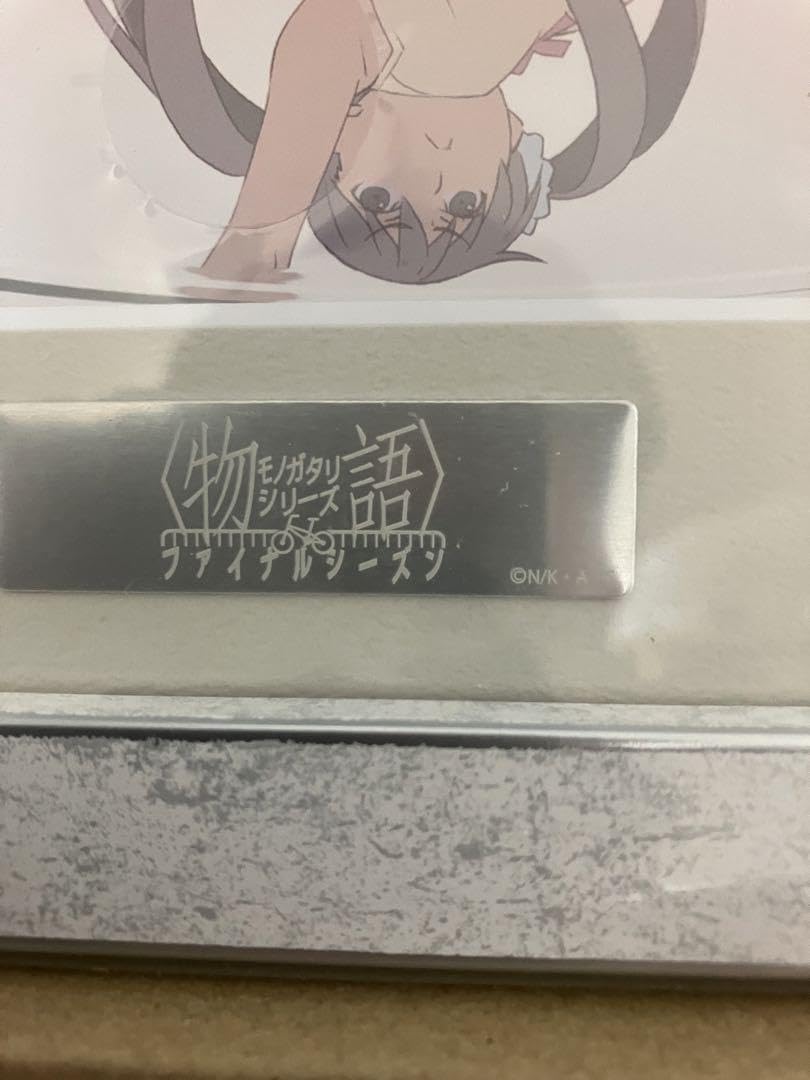 〈物語〉
モノガタリ
シリーズ
ファイナルシーズン
©N/K・A